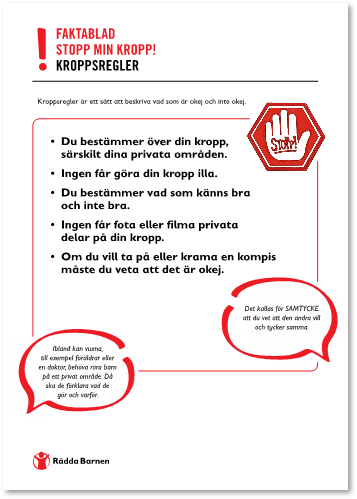 FAKTABLAD
STOPP MIN KROPP!
KROPPSREGLER
Kroppsregler är ett sätt att beskriva vad som är okej och inte okej.
STOPP!
• Du bestämmer över din kropp,
särskilt dina privata områden.
• Ingen får göra din kropp illa.
• Du bestämmer vad som känns bra
och inte bra.
• Ingen får fota eller filma privata
delar på din kropp.
• Om du vill ta på eller krama en kompis
måste du veta att det är okej.
Det kallas för SAMTYCKE
att du vet att den andra vill
och tycker samma.
Ibland kan vuxna,
till exempel föräldrar eller
en doktor, behöva röra barn
på ett privat område. Då
ska de förklara vad de
gör och varför.
Rädda Barnen